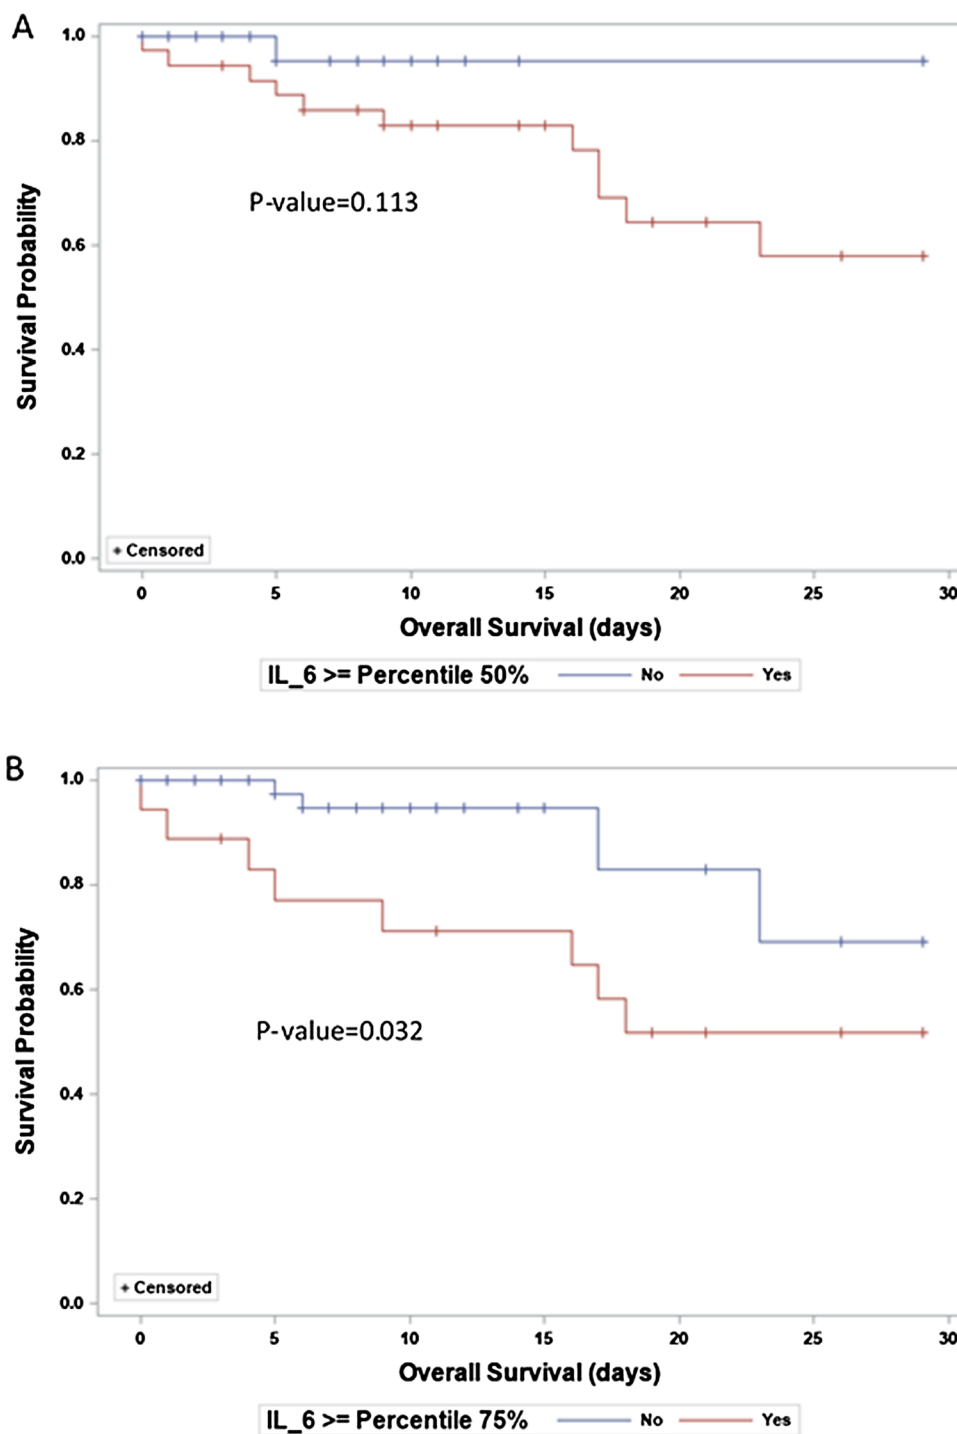 A
1.0
0.8
0.6
0.4
0.2
0.0
Survival Probability
P-value=0.113
+ Censored
0 5 10 15 20 25 30
Overall Survival (days)
IL_6 >= Percentile 50% No Yes
B
1.0
0.8
0.6
0.4
0.2
0.0
Survival Probability
P-value=0.032
+ Censored
0 5 10 15 20 25 30
Overall Survival (days)
IL_6 >= Percentile 75% No Yes